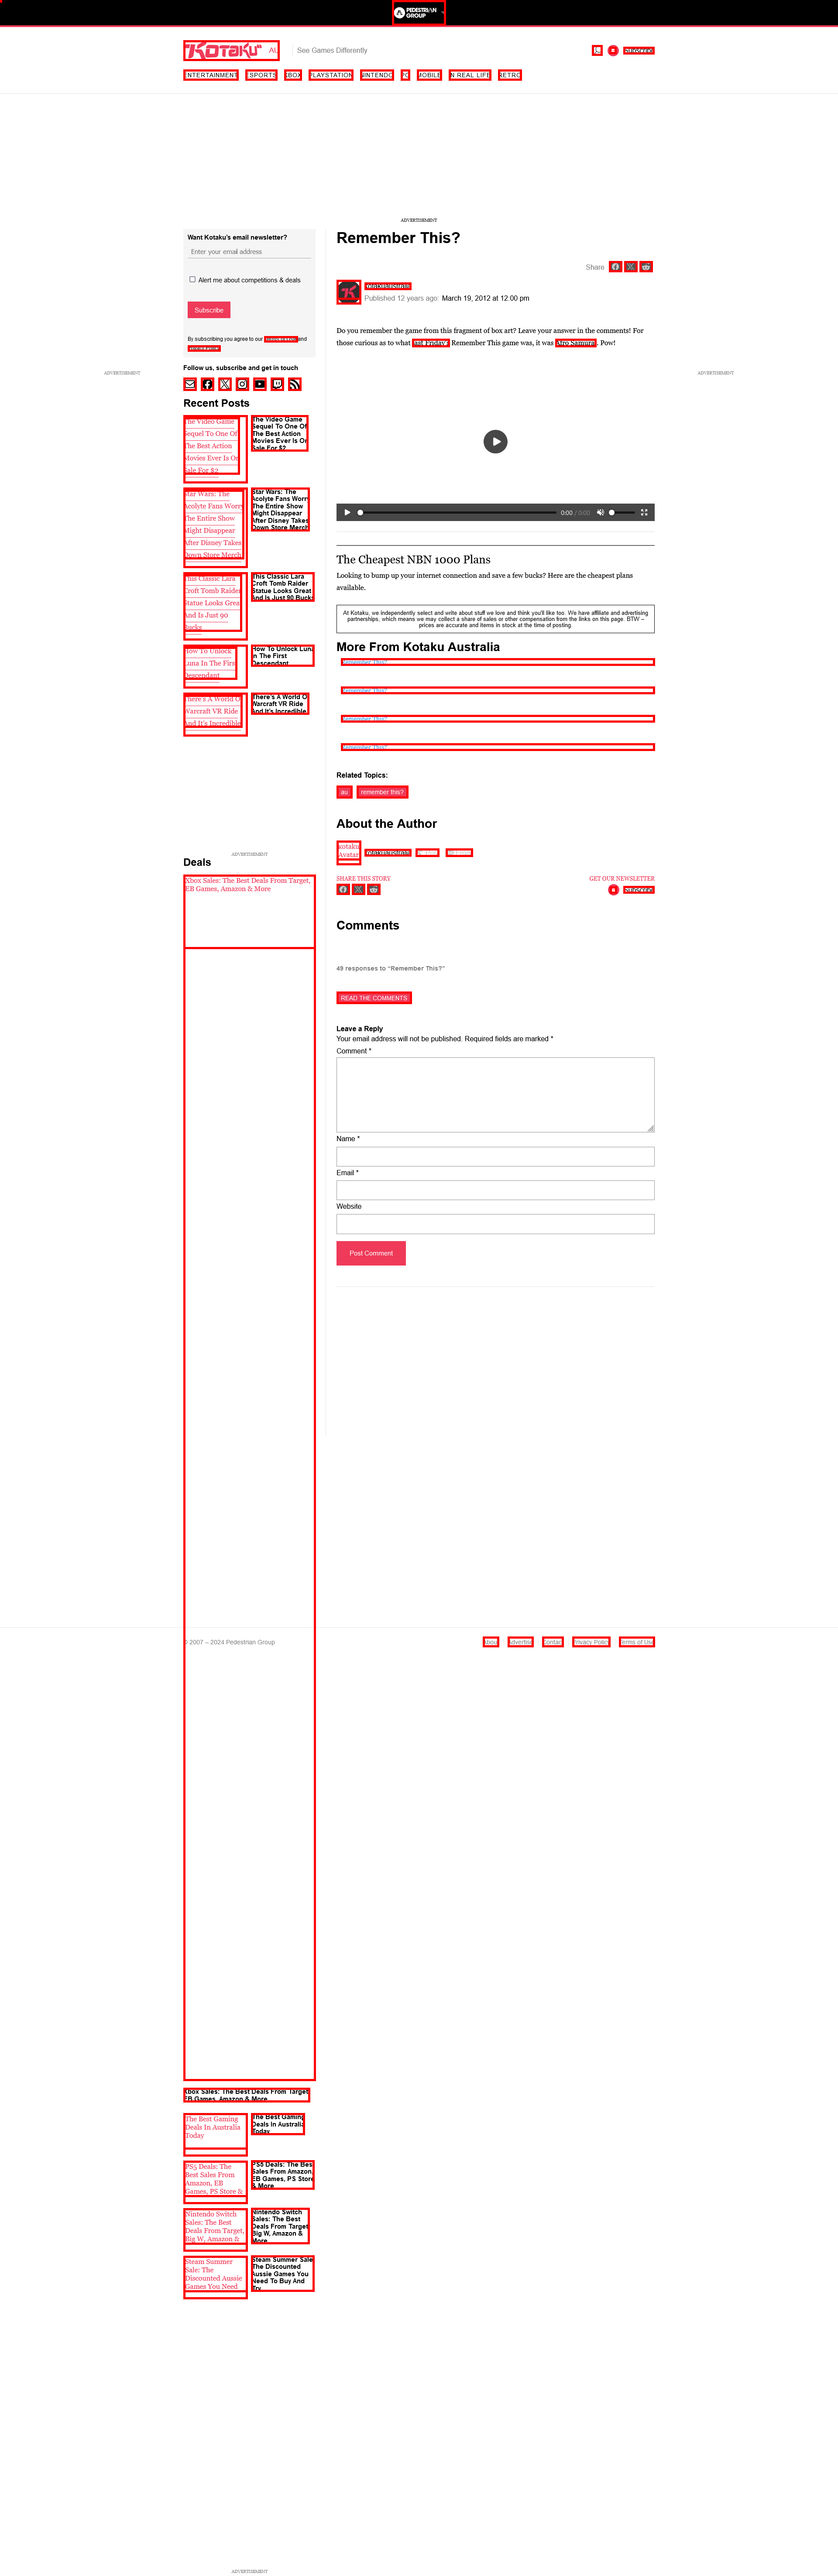 PEDESTRIAN
GROUP
KOTAKU AU
See Games Differently
SUBSCRIBE
ENTERTAINMENT ESPORTS XBOX PLAYSTATION NINTENDO PC MOBILE IN REAL LIFE RETRO
ADVERTISEMENT
Want Kotaku's email newsletter?
Enter your email address
Alert me about competitions & deals
Subscribe
By subscribing you agree to our Terms of Use and
Privacy Policy
ADVERTISEMENT
Follow us, subscribe and get in touch
Recent Posts
The Video Game
Sequel To One Of
The Best Action
Movies Ever Is On
Sale For $2
The Video Game
Sequel To One Of
The Best Action
Movies Ever Is On
Sale For $2
Star Wars: The
Acolyte Fans Worry
The Entire Show
Might Disappear
After Disney Takes
Down Store Merch
Star Wars: The
Acolyte Fans Worry
The Entire Show
Might Disappear
After Disney Takes
Down Store Merch
This Classic Lara
Croft Tomb Raider
Statue Looks Great
And Is Just 90
Bucks
This Classic Lara
Croft Tomb Raider
Statue Looks Great
And Is Just 90 Bucks
How To Unlock
Luna In The First
Descendant
How To Unlock Luna
In The First
Descendant
There's A World Of
Warcraft VR Ride
And It's Incredible
There's A World Of
Warcraft VR Ride
And It's Incredible
ADVERTISEMENT
Deals
Xbox Sales: The Best Deals From Target,
EB Games, Amazon & More
Remember This?
Share
Published 12 years ago: March 19, 2012 at 12:00 pm
Do you remember the game from this fragment of box art? Leave your answer in the comments! For
those curious as to what last Friday's Remember This game was, it was Afro Samurai. Pow!
ADVERTISEMENT
0:00 / 0:00
The Cheapest NBN 1000 Plans
Looking to bump up your internet connection and save a few bucks? Here are the cheapest plans
available.
At Kotaku, we independently select and write about stuff we love and think you'll like too. We have affiliate and advertising
partnerships, which means we may collect a share of sales or other compensation from the links on this page. BTW –
prices are accurate and items in stock at the time of posting.
More From Kotaku Australia
Remember This?
Remember This?
Remember This?
Remember This?
Related Topics:
au remember this?
About the Author
kotaku
Avatar
SHARE THIS STORY
GET OUR NEWSLETTER
SUBSCRIBE
Comments
49 responses to “Remember This?”
READ THE COMMENTS
Leave a Reply
Your email address will not be published. Required fields are marked *
Comment *
Name *
Email *
Website
Post Comment
© 2007 – 2024 Pedestrian Group
About Advertise Contact Privacy Policy Terms of Use
Xbox Sales: The Best Deals From Target,
EB Games, Amazon & More
The Best Gaming
Deals In Australia
Today
The Best Gaming
Deals In Australia
Today
PS5 Deals: The
Best Sales From
Amazon, EB
Games, PS Store &
PS5 Deals: The Best
Sales From Amazon,
EB Games, PS Store
& More
Nintendo Switch
Sales: The Best
Deals From Target,
Big W, Amazon &
Nintendo Switch
Sales: The Best
Deals From Target,
Big W, Amazon &
More
Steam Summer
Sale: The
Discounted Aussie
Games You Need
Steam Summer Sale:
The Discounted
Aussie Games You
Need To Buy And
Try
ADVERTISEMENT